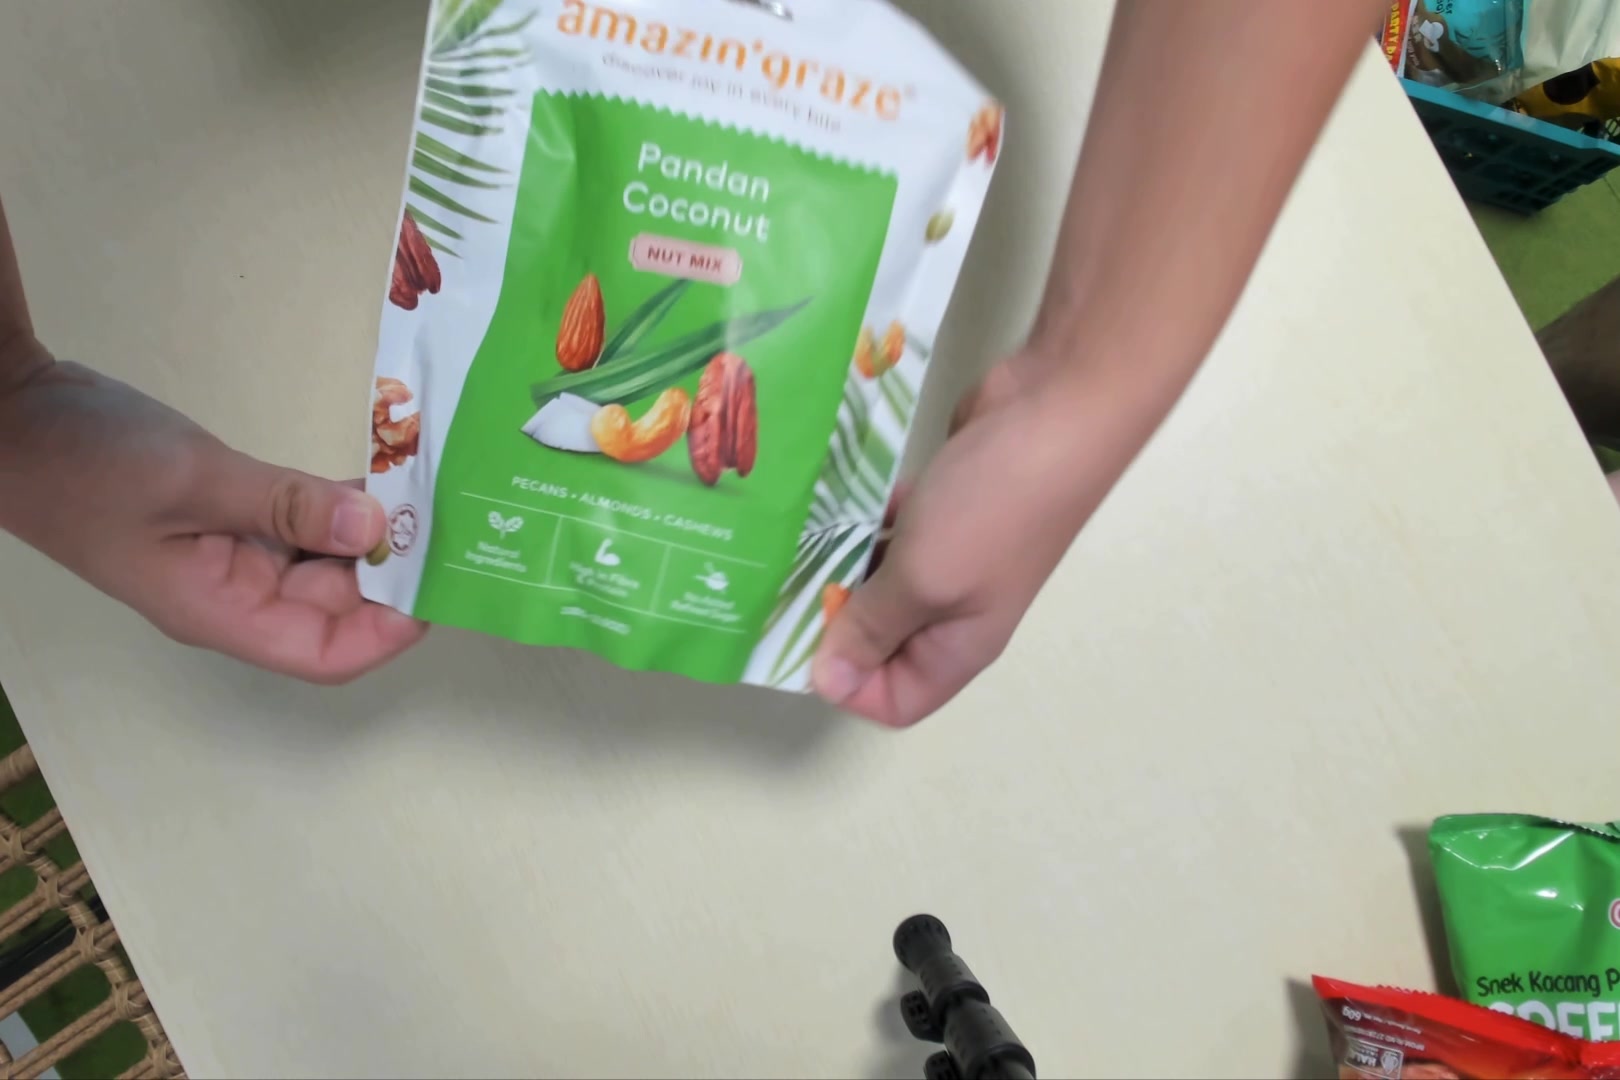 amazin'graze
discover joy in every bite
Pandan
Coconut
NUT MIX
PECANS • ALMONDS • CASHEWS
Natural
Ingredients
High in Fibre
& Protein
No Added
Refined Sugar
Snek Kacang
60g